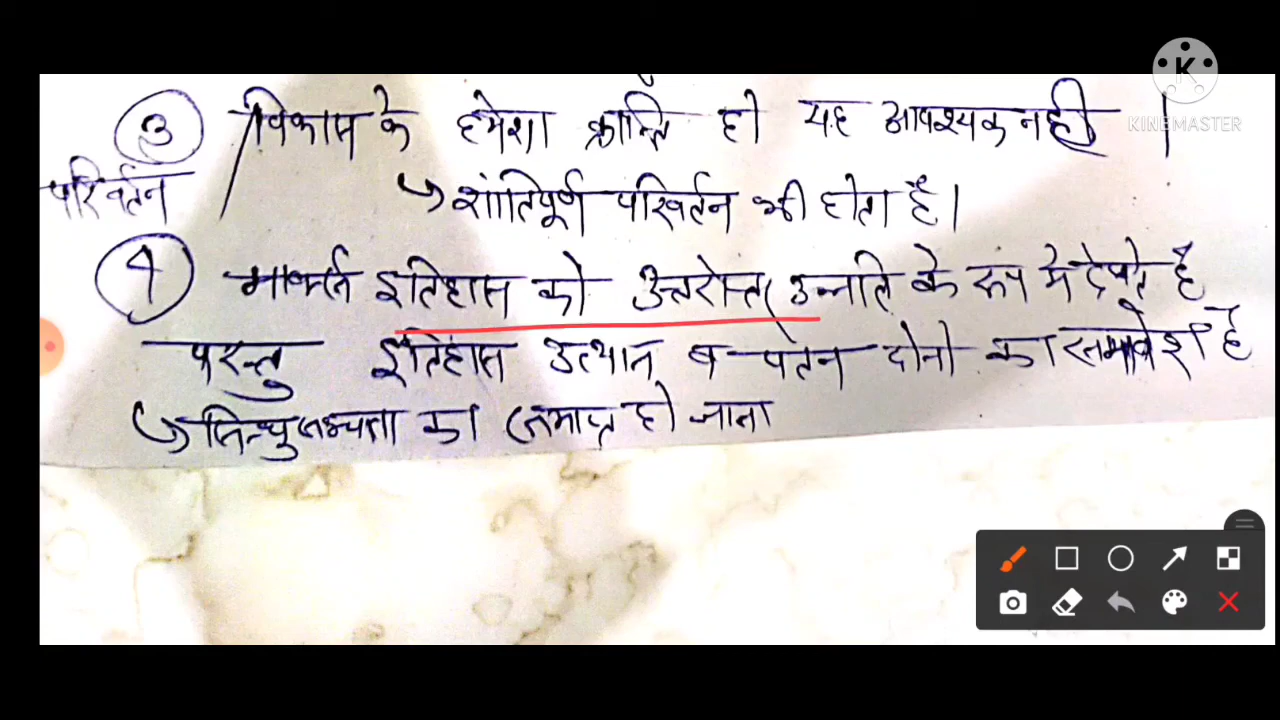 KINEMASTER
③ विकास के हमेशा क्रान्ति हो यह आवश्यक नही ।
परिवर्तन
↳ शांतिपूर्ण परिवर्तन भी होता है।
④ मार्क्स इतिहास को उत्तरोत्तर उन्नति के रूप मे देखते है
परन्तु इतिहास उत्थान व पतन दोनो का समावेश है
↳ सिन्धु सभ्यता का समाप्त हो जाना